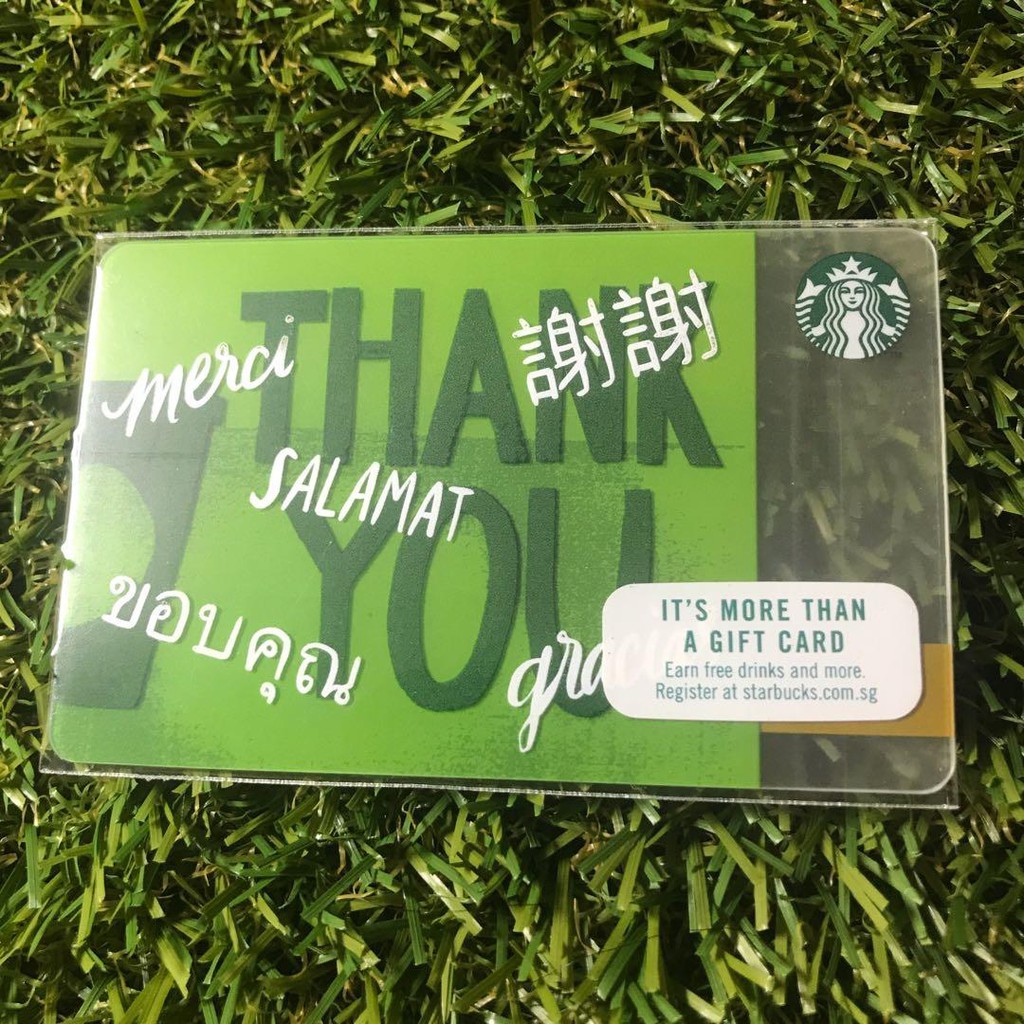 THANK
YOU
merci
謝謝
SALAMAT
ขอบคุณ
IT'S MORE THAN
A GIFT CARD
Earn free drinks and more.
Register at starbucks.com.sg